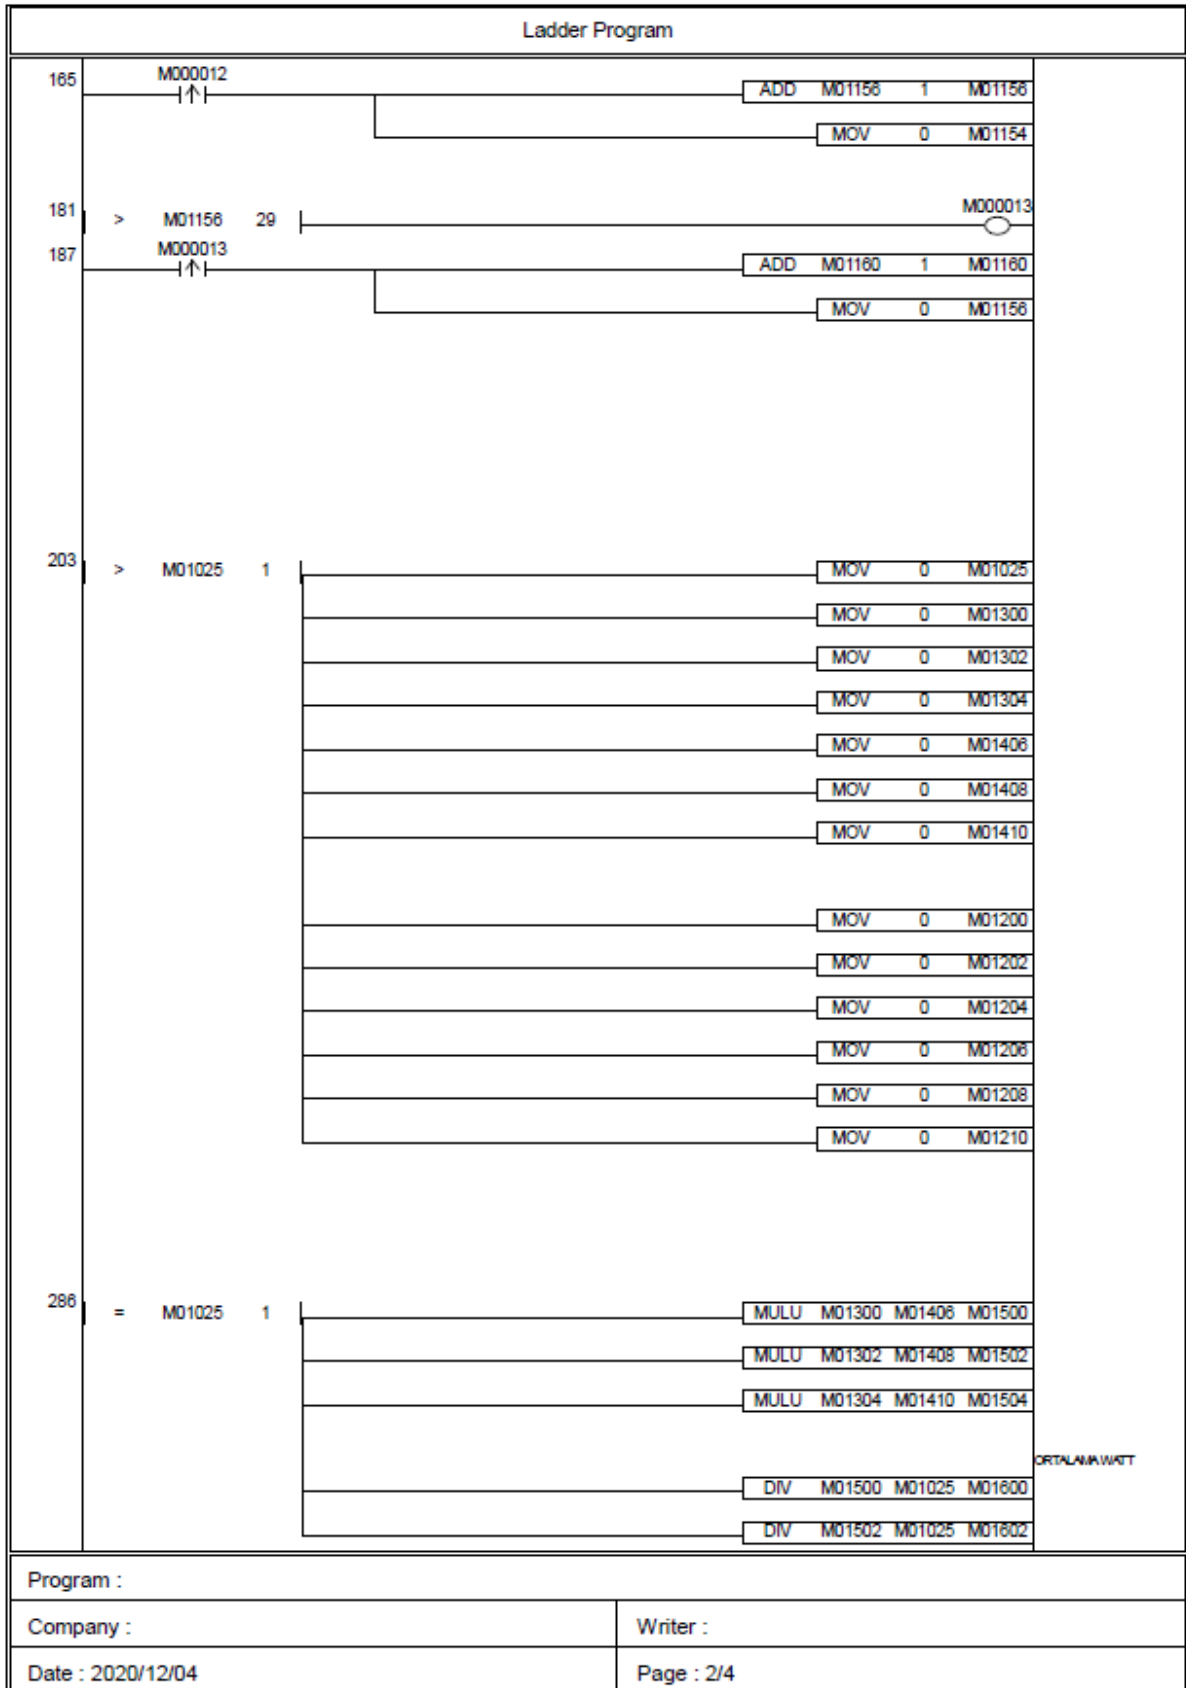 Ladder Program
165 M000012 ADD M01156 1 M01156
MOV 0 M01154
181 > M01156 29 M000013
187 M000013 ADD M01160 1 M01160
MOV 0 M01156
203 > M01025 1 MOV 0 M01025
MOV 0 M01300
MOV 0 M01302
MOV 0 M01304
MOV 0 M01406
MOV 0 M01408
MOV 0 M01410
MOV 0 M01200
MOV 0 M01202
MOV 0 M01204
MOV 0 M01206
MOV 0 M01208
MOV 0 M01210
286 = M01025 1 MULU M01300 M01406 M01500
MULU M01302 M01408 M01502
MULU M01304 M01410 M01504
ORTALAMA WATT
DIV M01500 M01025 M01600
DIV M01502 M01025 M01602
Program :
Company : Writer :
Date : 2020/12/04 Page : 2/4